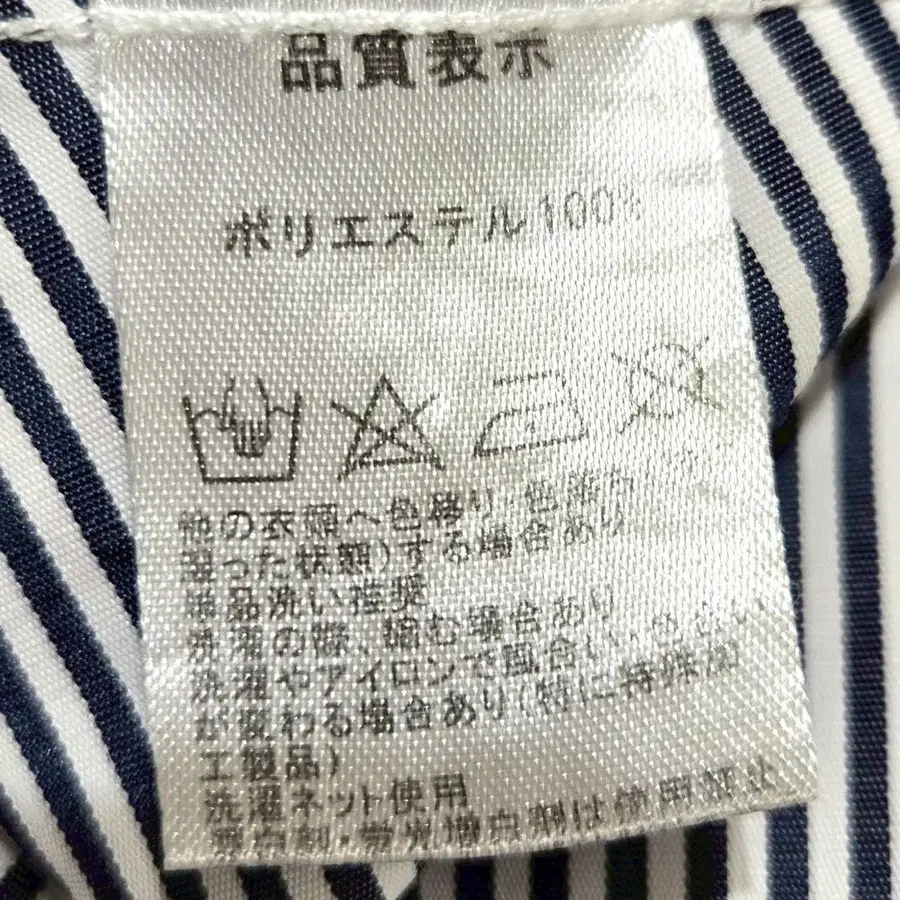 品質表示
ポリエステル100%
他の衣類へ色移り・色落ち
湿った状態)する場合あり
単品洗い推奨
洗濯の際、縮む場合あり
洗濯やアイロンで風合い、色合
が変わる場合あり(特に特殊加
工製品)
洗濯ネット使用
漂白剤・蛍光増白剤は使用禁止